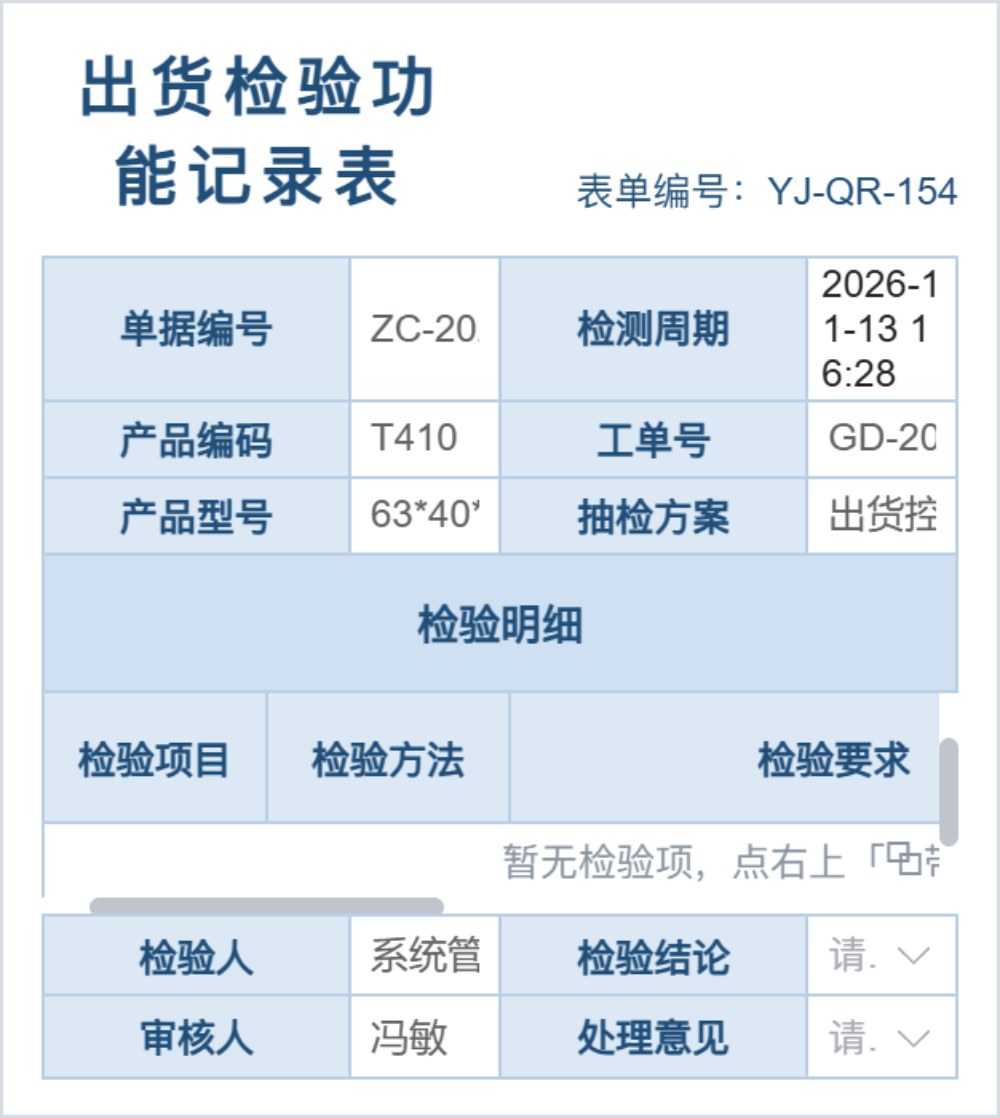 出货检验功
能记录表
表单编号：YJ-QR-154
单据编号 ZC-20 检测周期 2026-1
1-13 1
6:28
产品编码 T410 工单号 GD-20
产品型号 63*40* 抽检方案 出货控
检验明细
检验项目 检验方法 检验要求
暂无检验项，点右上「
检验人 系统管 检验结论 请.
审核人 冯敏 处理意见 请.